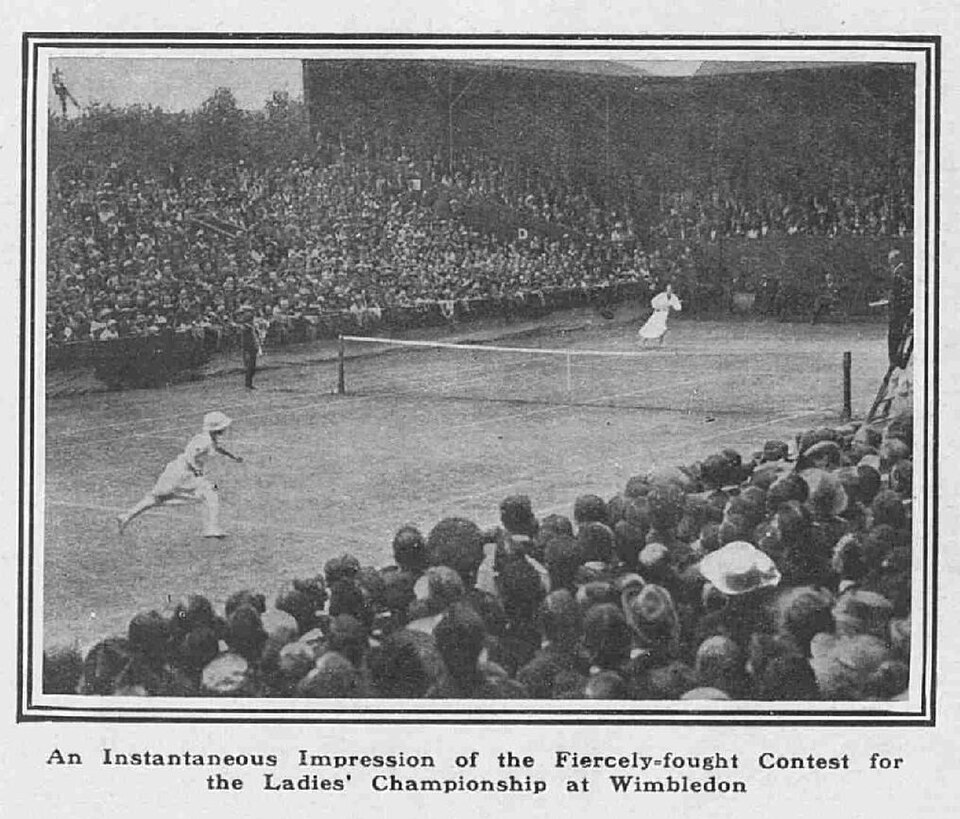 An Instantaneous Impression of the Fiercely-fought Contest for
the Ladies' Championship at Wimbledon